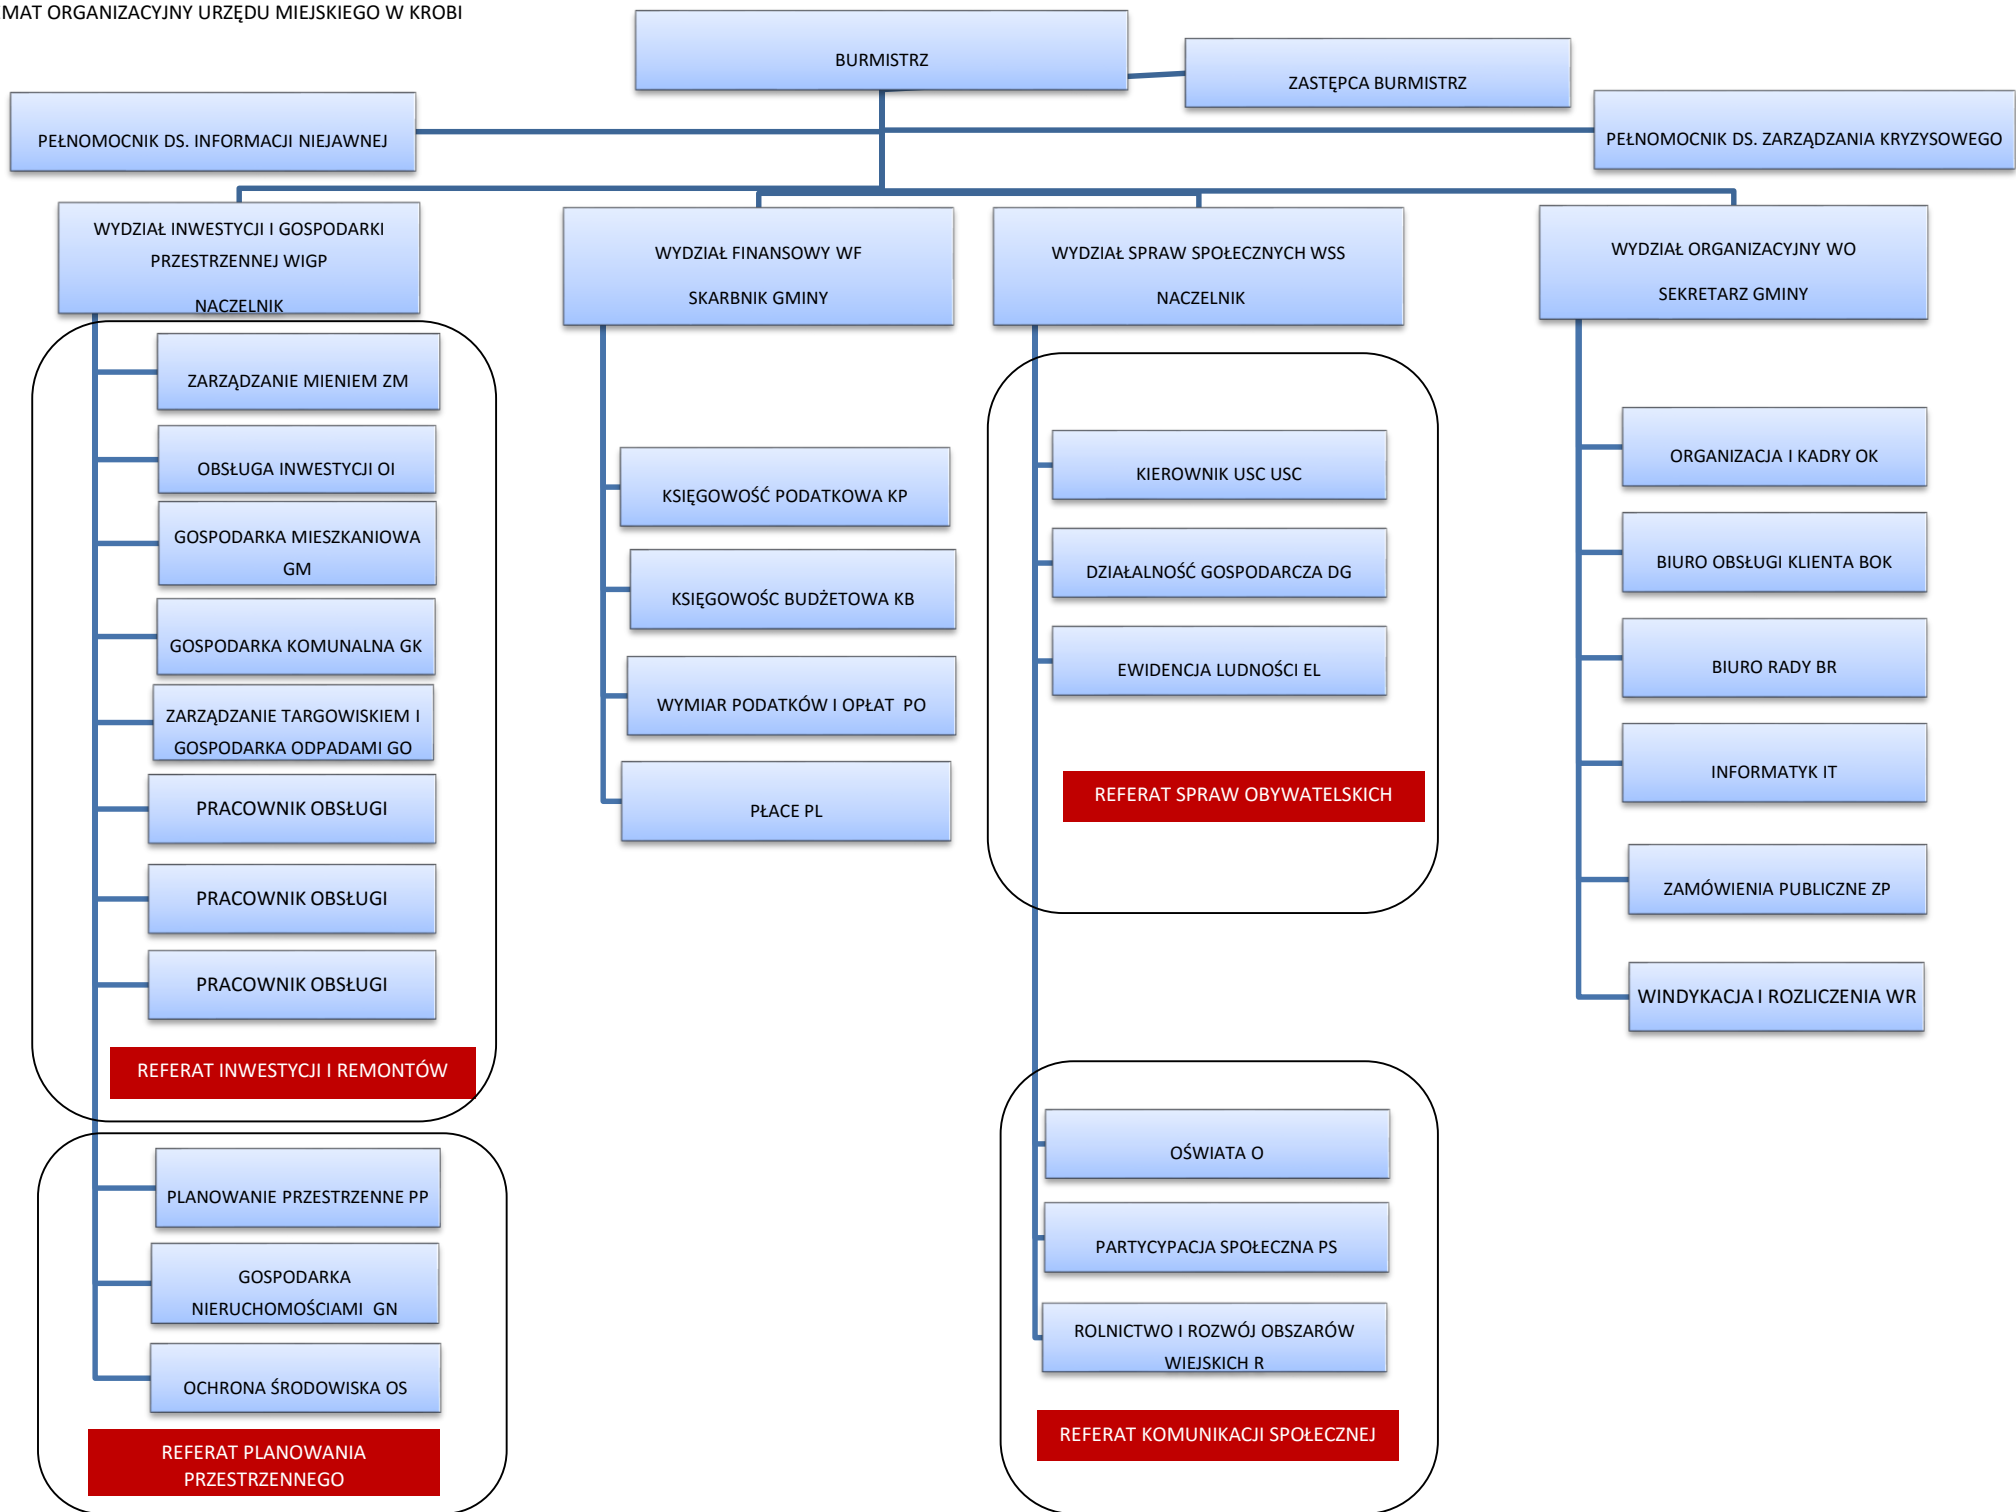 EMAT ORGANIZACYJNY URZĘDU MIEJSKIEGO W KROBI
BURMISTRZ
ZASTĘPCA BURMISTRZ
PEŁNOMOCNIK DS. INFORMACJI NIEJAWNEJ
PEŁNOMOCNIK DS. ZARZĄDZANIA KRYZYSOWEGO
WYDZIAŁ INWESTYCJI I GOSPODARKI
PRZESTRZENNEJ WIGP
NACZELNIK
ZARZĄDZANIE MIENIEM ZM
OBSŁUGA INWESTYCJI OI
GOSPODARKA MIESZKANIOWA
GM
GOSPODARKA KOMUNALNA GK
ZARZĄDZANIE TARGOWISKIEM I
GOSPODARKA ODPADAMI GO
PRACOWNIK OBSŁUGI
PRACOWNIK OBSŁUGI
PRACOWNIK OBSŁUGI
REFERAT INWESTYCJI I REMONTÓW
PLANOWANIE PRZESTRZENNE PP
GOSPODARKA
NIERUCHOMOŚCIAMI  GN
OCHRONA ŚRODOWISKA OS
REFERAT PLANOWANIA
PRZESTRZENNEGO
WYDZIAŁ FINANSOWY WF
SKARBNIK GMINY
KSIĘGOWOŚĆ PODATKOWA KP
KSIĘGOWOŚC BUDŻETOWA KB
WYMIAR PODATKÓW I OPŁAT  PO
PŁACE PL
WYDZIAŁ SPRAW SPOŁECZNYCH WSS
NACZELNIK
KIEROWNIK USC USC
DZIAŁALNOŚĆ GOSPODARCZA DG
EWIDENCJA LUDNOŚCI EL
REFERAT SPRAW OBYWATELSKICH
OŚWIATA O
PARTYCYPACJA SPOŁECZNA PS
ROLNICTWO I ROZWÓJ OBSZARÓW
WIEJSKICH R
REFERAT KOMUNIKACJI SPOŁECZNEJ
WYDZIAŁ ORGANIZACYJNY WO
SEKRETARZ GMINY
ORGANIZACJA I KADRY OK
BIURO OBSŁUGI KLIENTA BOK
BIURO RADY BR
INFORMATYK IT
ZAMÓWIENIA PUBLICZNE ZP
WINDYKACJA I ROZLICZENIA WR